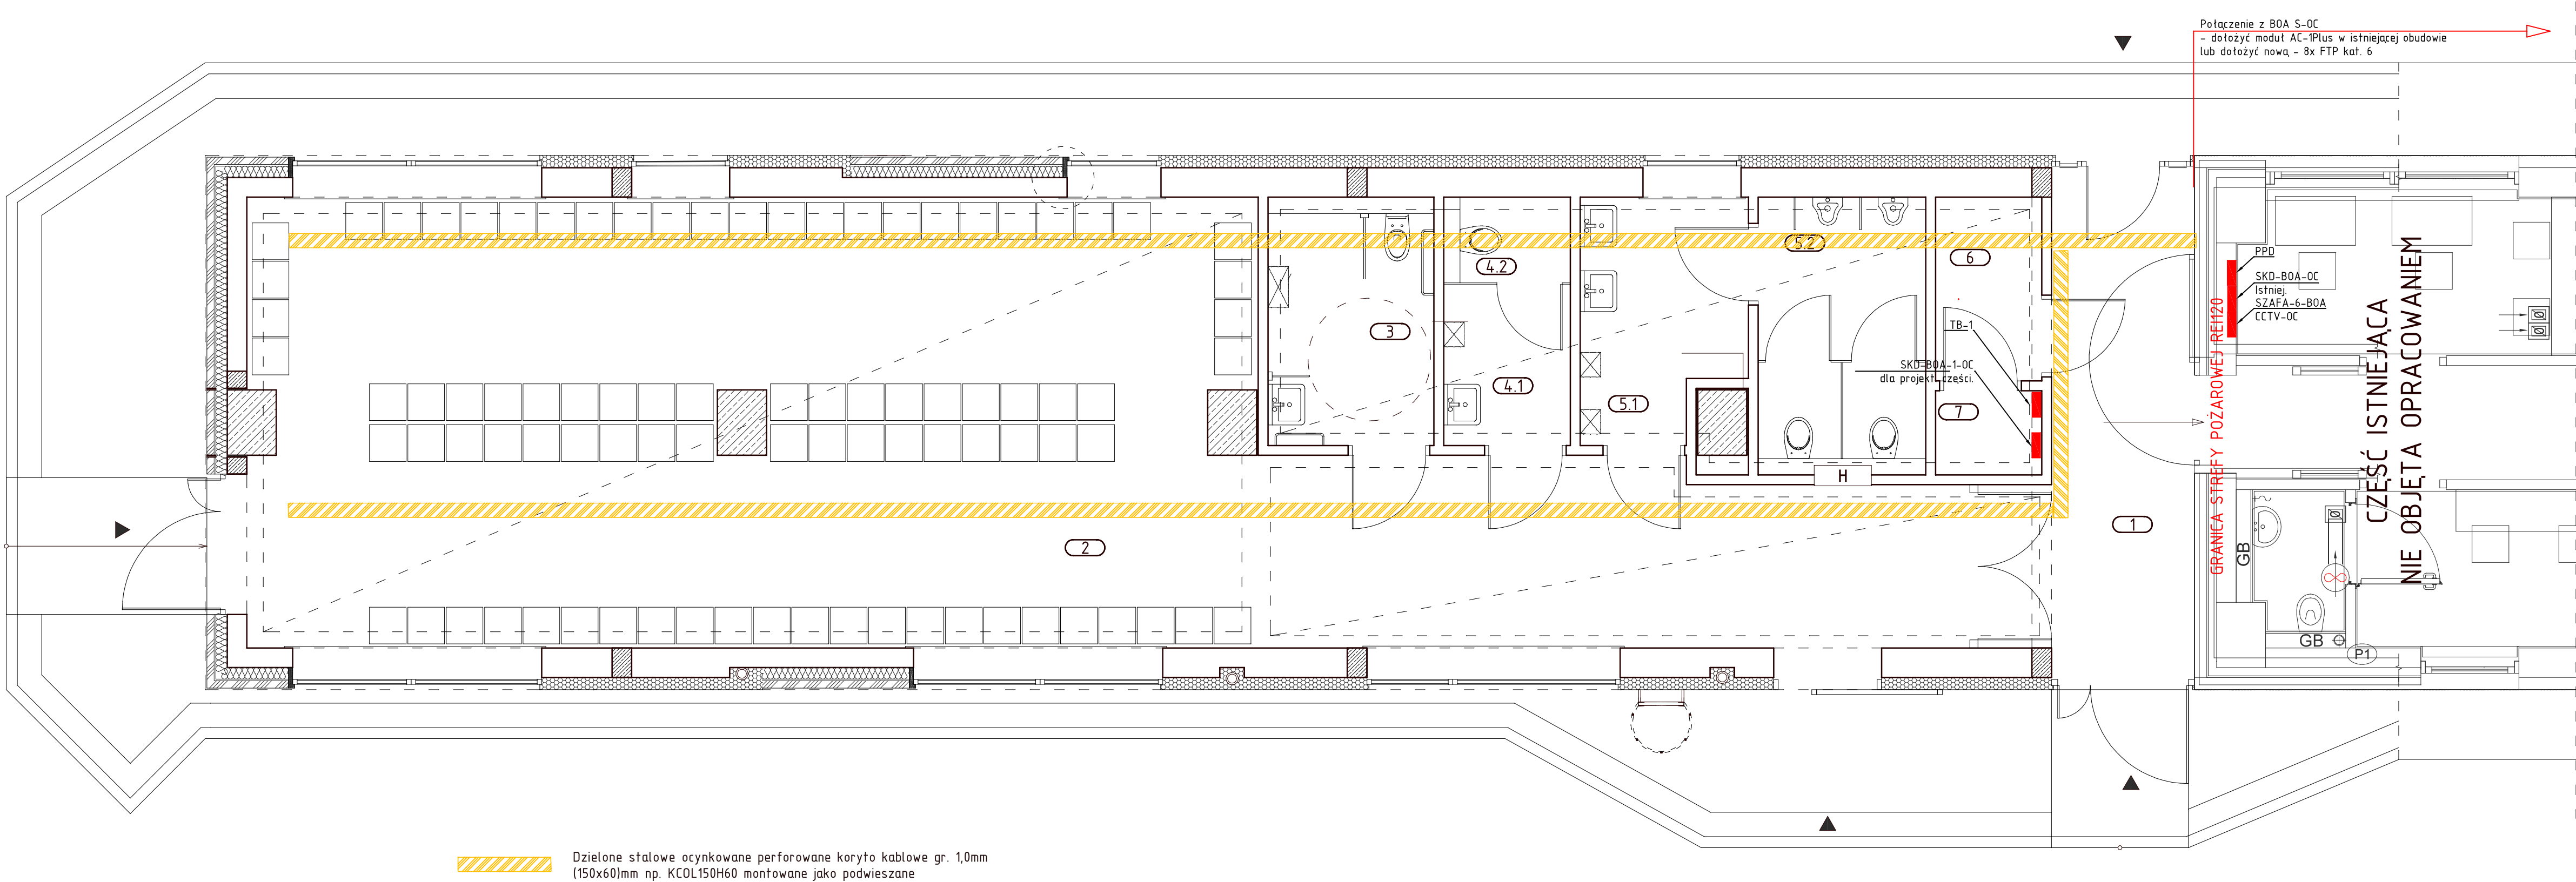 Połączenie z BOA S-OC
- dołożyć moduł AC-1Plus w istniejącej obudowie
lub dołożyć nową, - 8x FTP kat. 6
PPD
SKD-BOA-OC
Istniej.
SZAFA-6-BOA
CCTV-OC
GRANICA STREFY POŻAROWEJ REI120
CZĘŚĆ ISTNIEJĄCA
NIE OBJĘTA OPRACOWANIEM
5.2
4.2
6
3
TB-1
SKD-BOA-1-OC
dla projekt. części.
4.1
5.1
7
H
1
2
GB
GB
P1
Dzielone stalowe ocynkowane perforowane koryto kablowe gr. 1,0mm
(150x60)mm np. KCOL150H60 montowane jako podwieszane